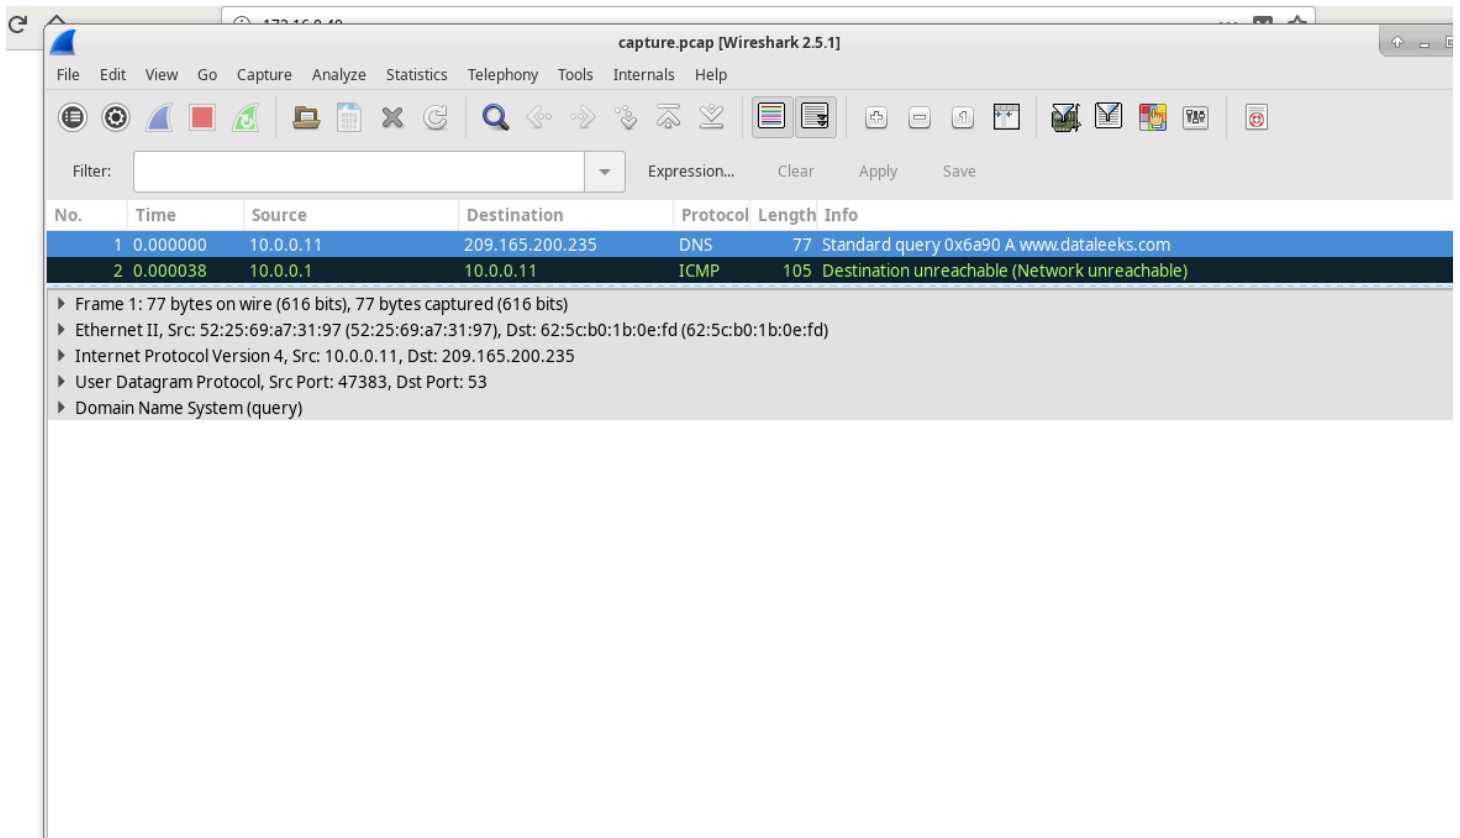 capture.pcap [Wireshark 2.5.1]
File Edit View Go Capture Analyze Statistics Telephony Tools Internals Help
Filter: Expression... Clear Apply Save
No. Time Source Destination Protocol Length Info
1 0.000000 10.0.0.11 209.165.200.235 DNS 77 Standard query 0x6a90 A www.dataleeks.com
2 0.000038 10.0.0.1 10.0.0.11 ICMP 105 Destination unreachable (Network unreachable)
Frame 1: 77 bytes on wire (616 bits), 77 bytes captured (616 bits)
Ethernet II, Src: 52:25:69:a7:31:97 (52:25:69:a7:31:97), Dst: 62:5c:b0:1b:0e:fd (62:5c:b0:1b:0e:fd)
Internet Protocol Version 4, Src: 10.0.0.11, Dst: 209.165.200.235
User Datagram Protocol, Src Port: 47383, Dst Port: 53
Domain Name System (query)